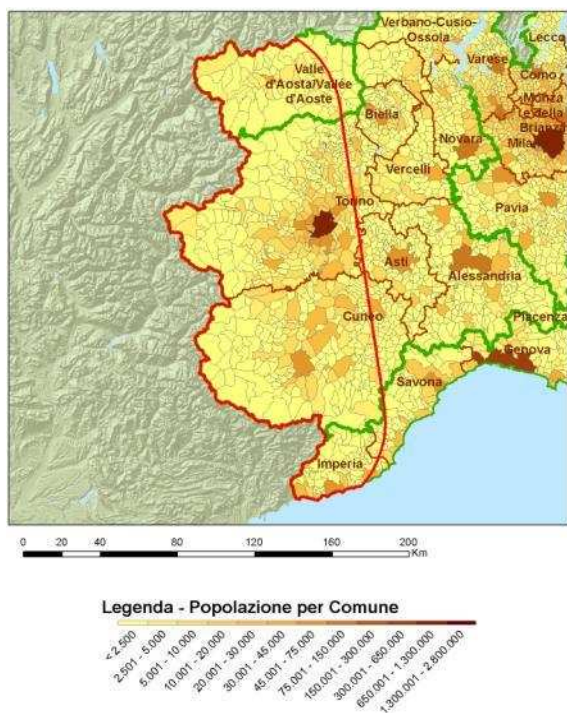 Verbano-Cusio-
Ossola
Lecco
Valle
d'Aosta/Vallée
d'Aoste
Varese
Como
Monza
e della
Brianza
Milano
Biella
Novara
Vercelli
Torino
Pavia
Asti
Alessandria
Cuneo
Piacenza
Genova
Savona
Imperia
0 20 40 80 120 160 200
Km
Legenda - Popolazione per Comune
< 2.500
2.501 - 5.000
5.001 - 10.000
10.001 - 20.000
20.001 - 30.000
30.001 - 45.000
45.001 - 75.000
75.001 - 150.000
150.001 - 300.000
300.001 - 650.000
650.001 - 1.300.000
1.300.001 - 2.800.000